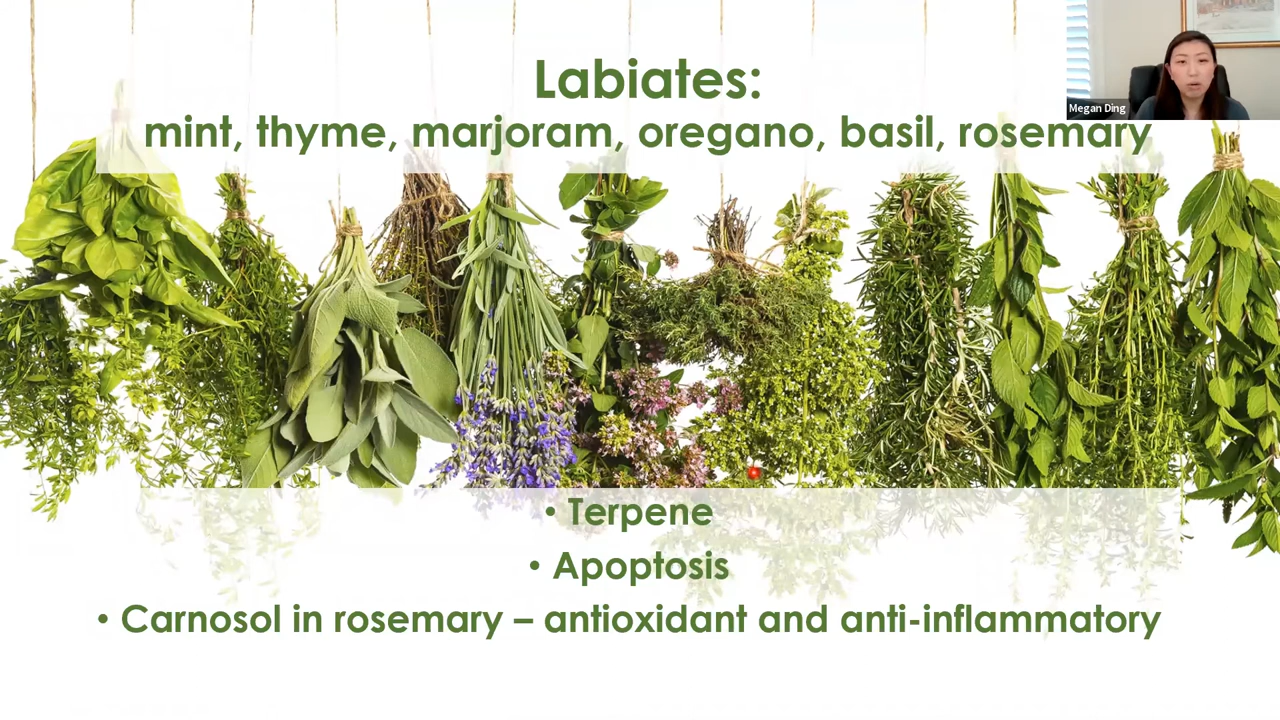 Labiates:
mint, thyme, marjoram, oregano, basil, rosemary
Megan Ding
• Terpene
• Apoptosis
• Carnosol in rosemary – antioxidant and anti-inflammatory